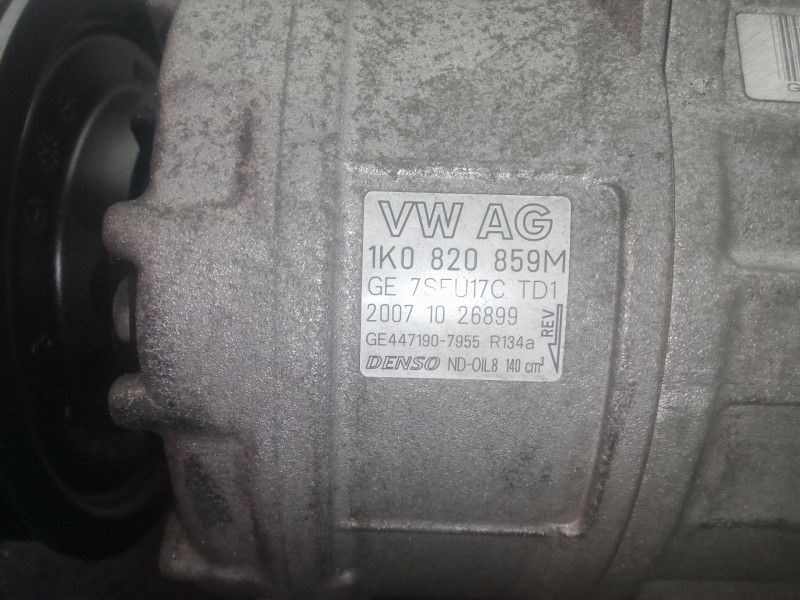 VW AG
1K0 820 859M
GE 7SEU17C TD1
2007 10 26899
REV
GE447190-7955 R134a
DENSO ND-OIL8 140 cm³
G